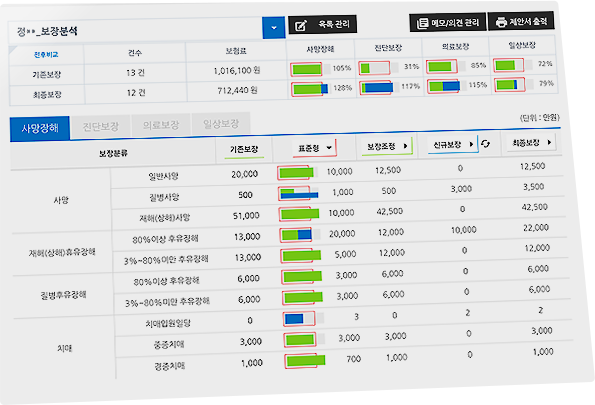 정**_보장분석
목록 관리
메모/의견 관리
제안서 출력
전후비교 건수 보험료 사망장해 진단보장 의료보장 일상보장
기존보장 13 건 1,016,100 원 105% 31% 85% 72%
최종보장 12 건 712,440 원 128% 112% 115% 79%
사망장해 진단보장 의료보장 일상보장
(단위 : 만원)
보장분류 기존보장 표준형 보장조정 신규보장 최종보장
사망 일반사망 20,000 10,000 12,500 0 12,500
질병사망 500 1,000 500 3,000 3,500
재해(상해)사망 51,000 10,000 42,500 0 42,500
재해(상해)휴유장해 80%이상 후유장해 13,000 20,000 12,000 10,000 22,000
3%~80%미만 후유장해 13,000 5,000 12,000 0 12,000
질병후유장해 80%이상 후유장해 6,000 3,000 6,000 0 6,000
3%~80%미만 후유장해 6,000 3,000 6,000 0 6,000
치매 치매입원일당 0 3 0 2 2
중증치매 3,000 3,000 3,000 0 3,000
경증치매 1,000 700 1,000 0 1,000